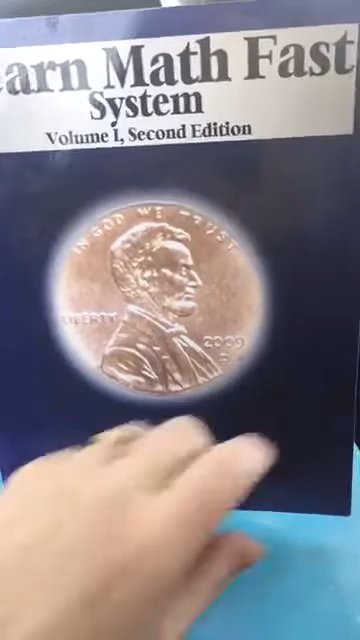 earn Math Fast
System
Volume I, Second Edition
IN GOD WE TRUST
LIBERTY
2009
D